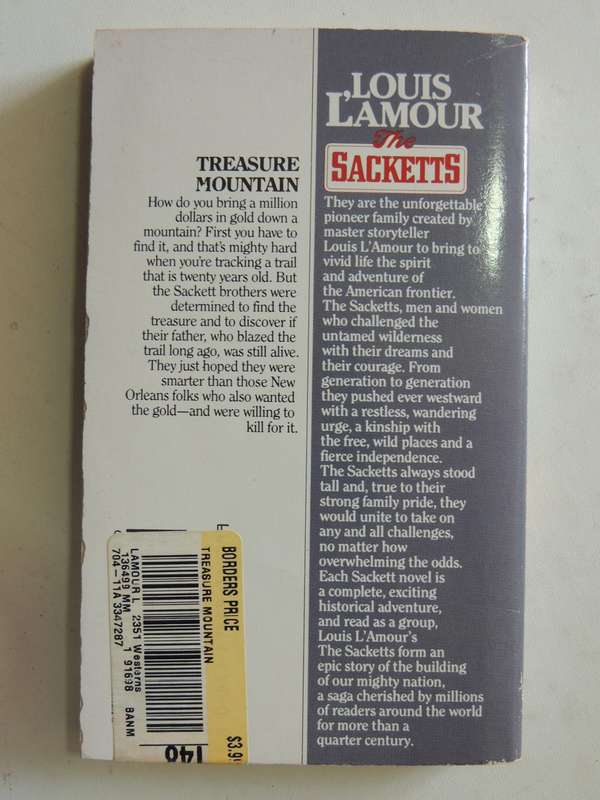 TREASURE
MOUNTAIN
How do you bring a million
dollars in gold down a
mountain? First you have to
find it, and that's mighty hard
when you're tracking a trail
that is twenty years old. But
the Sackett brothers were
determined to find the
treasure and to discover if
their father, who blazed the
trail long ago, was still alive.
They just hoped they were
smarter than those New
Orleans folks who also wanted
the gold—and were willing to
kill for it.
LOUIS
L'AMOUR
The
SACKETTS
They are the unforgettable
pioneer family created by
master storyteller
Louis L'Amour to bring to
vivid life the spirit
and adventure of
the American frontier.
The Sacketts, men and women
who challenged the
untamed wilderness
with their dreams and
their courage. From
generation to generation
they pushed ever westward
with a restless, wandering
urge, a kinship with
the free, wild places and a
fierce independence.
The Sacketts always stood
tall and, true to their
strong family pride, they
would unite to take on
any and all challenges,
no matter how
overwhelming the odds.
Each Sackett novel is
a complete, exciting
historical adventure,
and read as a group,
Louis L'Amour's
The Sacketts form an
epic story of the building
of our mighty nation,
a saga cherished by millions
of readers around the world
for more than a
quarter century.
BORDERS PRICE
TREASURE MOUNTAIN
LAMOUR L 2351 Westerns
136499 MM 1 91698 BANM
704-11A 3347287